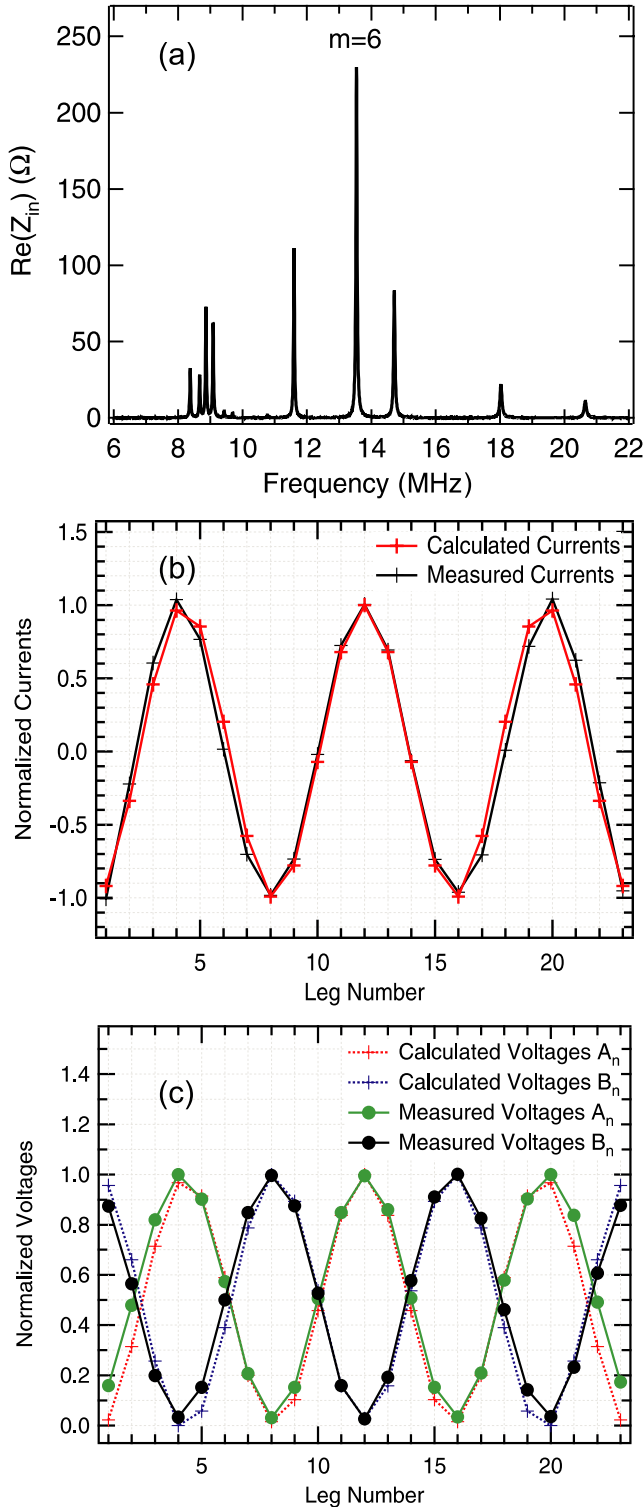 (a)
m=6
250
200
150
100
50
0
Re(Z_in) (Ω)
6 8 10 12 14 16 18 20 22
Frequency (MHz)
(b)
Calculated Currents
Measured Currents
1.5
1.0
0.5
0.0
-0.5
-1.0
Normalized Currents
5 10 15 20
Leg Number
(c)
Calculated Voltages A_n
Calculated Voltages B_n
Measured Voltages A_n
Measured Voltages B_n
1.4
1.2
1.0
0.8
0.6
0.4
0.2
0.0
Normalized Voltages
5 10 15 20
Leg Number